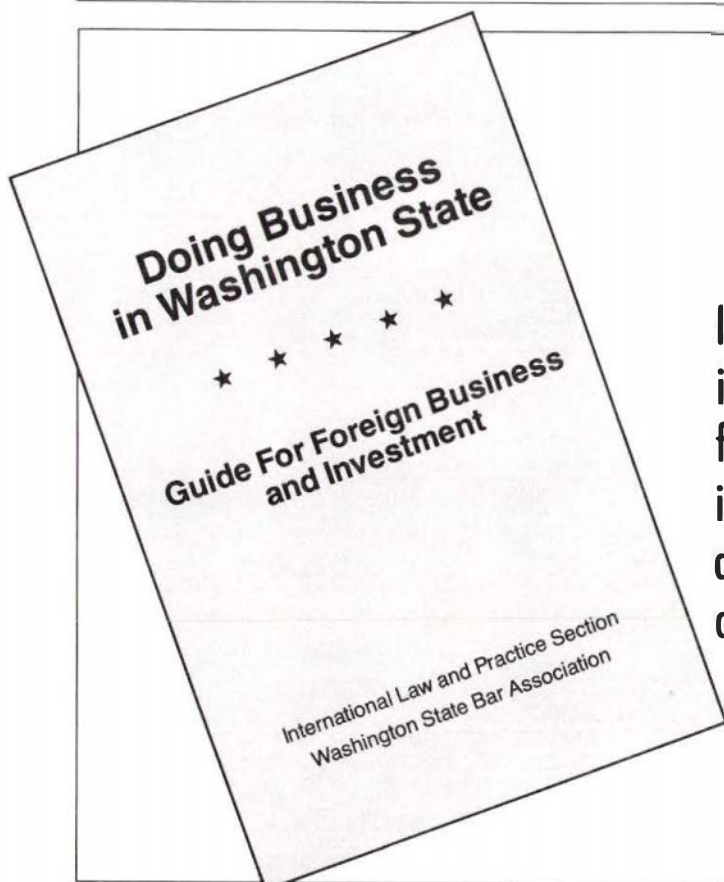 Doing Business
in Washington State
★ ★ ★ ★ ★
Guide For Foreign Business
and Investment
International Law and Practice Section
Washington State Bar Association